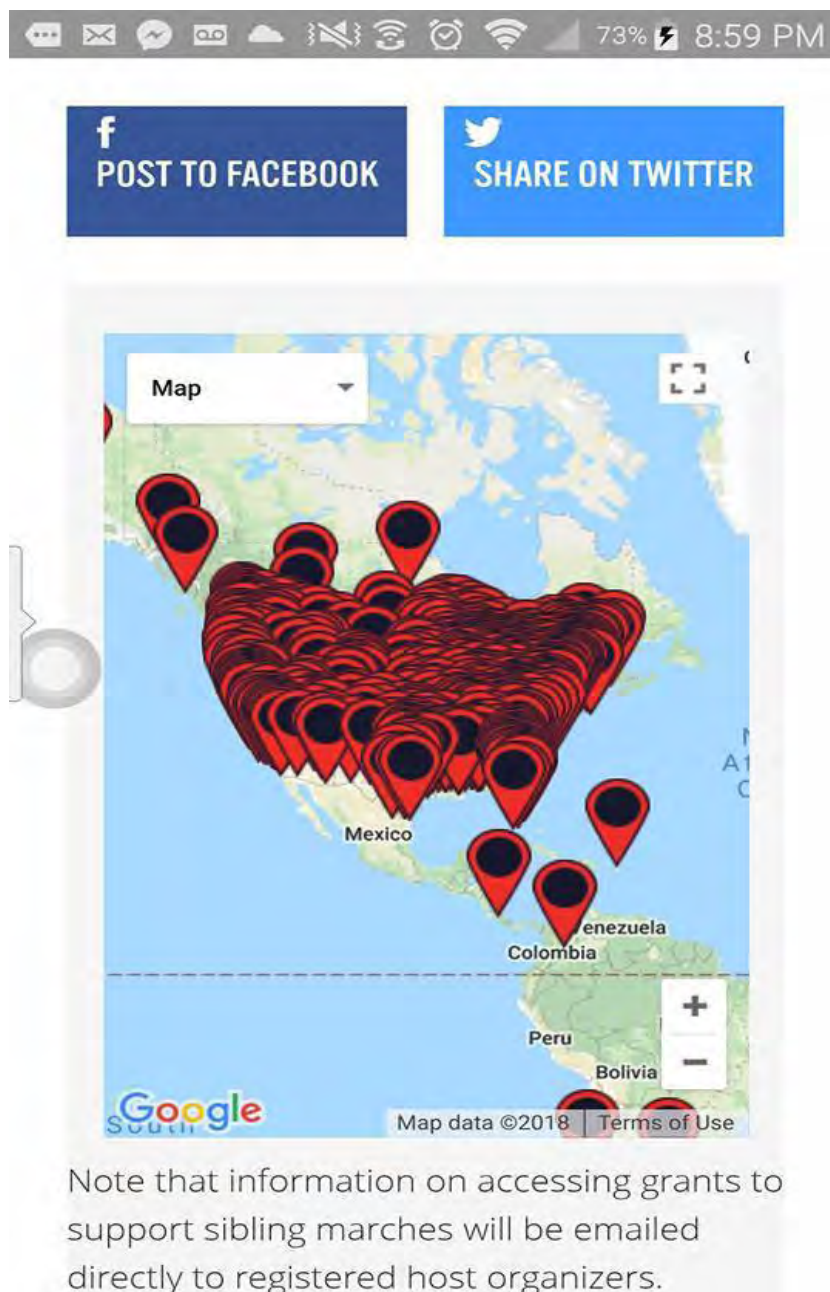 73% 8:59 PM
f
POST TO FACEBOOK
SHARE ON TWITTER
Map
Mexico
enezuela
Colombia
Peru
Bolivia
Google
Map data ©2018 Terms of Use
Note that information on accessing grants to
support sibling marches will be emailed
directly to registered host organizers.